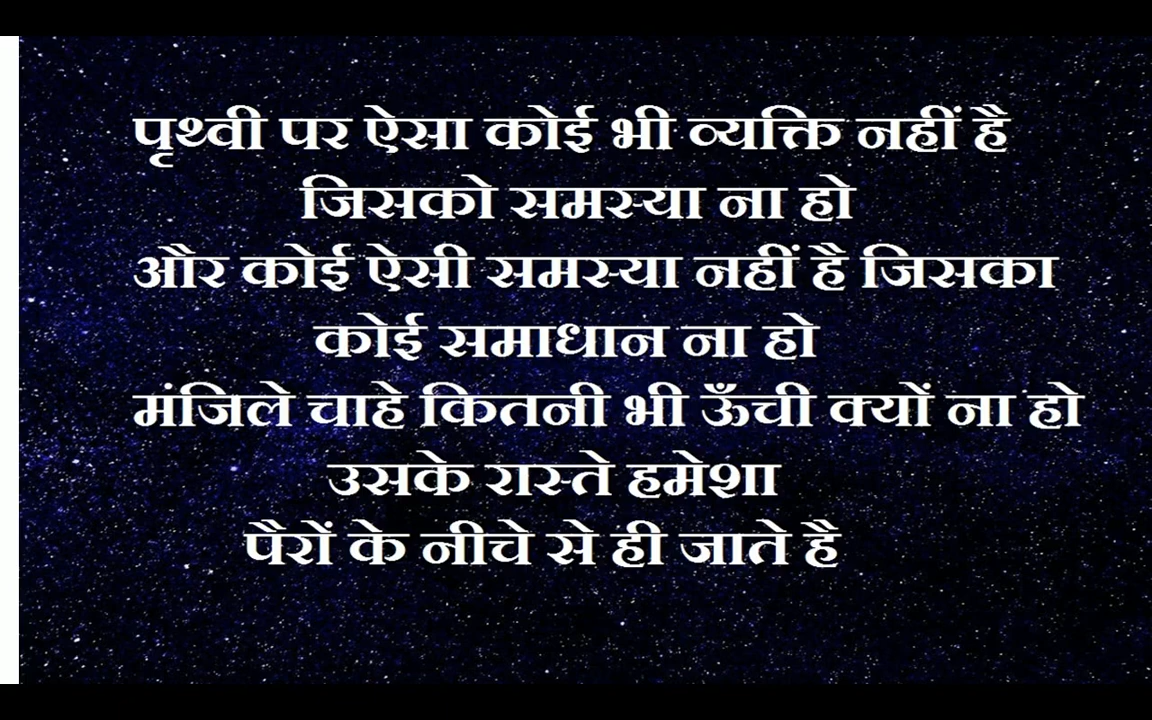 पृथ्वी पर ऐसा कोई भी व्यक्ति नहीं है
जिसको समस्या ना हो
और कोई ऐसी समस्या नहीं है जिसका
कोई समाधान ना हो
मंजिले चाहे कितनी भी ऊँची क्यों ना हो
उसके रास्ते हमेशा
पैरों के नीचे से ही जाते है